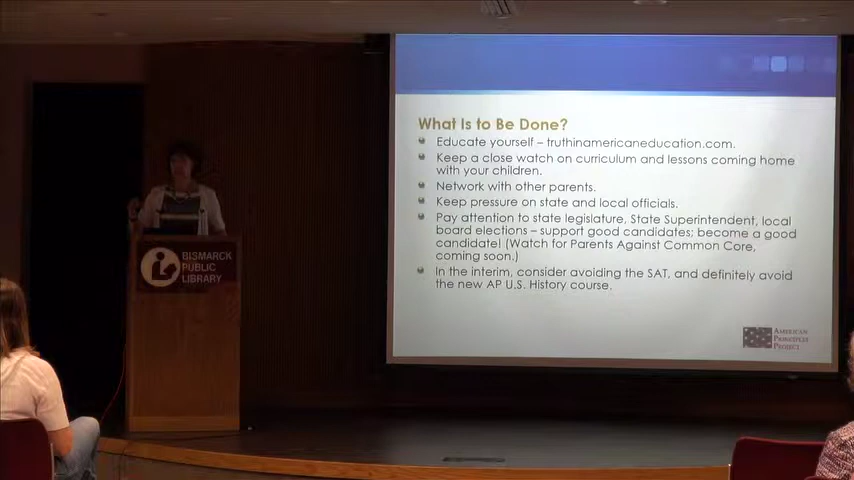 What Is to Be Done?
Educate yourself – truthinamericaneducation.com.
Keep a close watch on curriculum and lessons coming home
with your children.
Network with other parents.
Keep pressure on state and local officials.
Pay attention to state legislature, State Superintendent, local
board elections – support good candidates; become a good
candidate! (Watch for Parents Against Common Core,
coming soon.)
In the interim, consider avoiding the SAT, and definitely avoid
the new AP U.S. History course.
AMERICAN
PRINCIPLES
PROJECT
BISMARCK
PUBLIC
LIBRARY